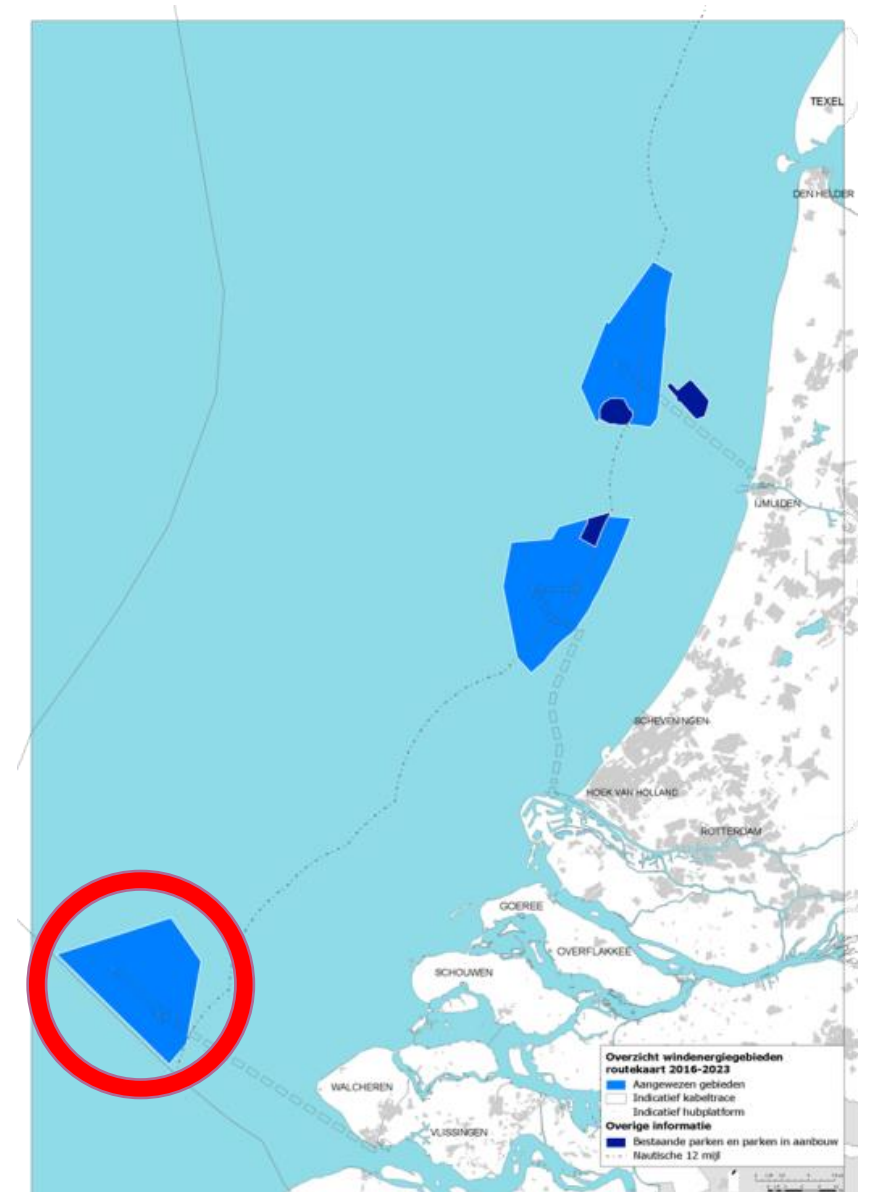 TEXEL
DEN HELDER
IJMUIDEN
SCHEVENINGEN
HOEK VAN HOLLAND
ROTTERDAM
GOEREE
OVERFLAKKEE
SCHOUWEN
WALCHEREN
VLISSINGEN
Overzicht windenergiegebieden
routekaart 2016-2023
Aangewezen gebieden
Indicatief kabeltrace
Indicatief hubplatform
Overige informatie
Bestaande parken en parken in aanbouw
Nautische 12 mijl